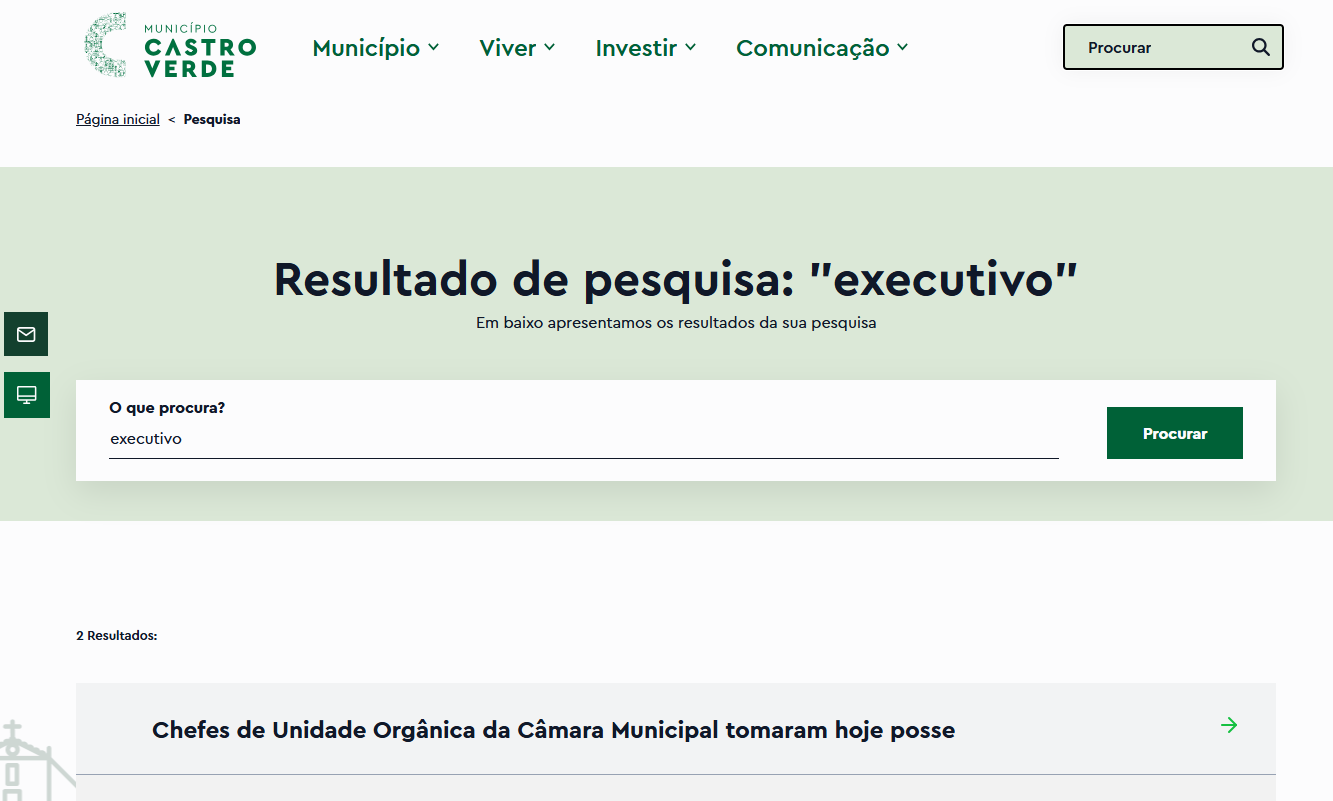 MUNICÍPIO
CASTRO
VERDE
Município
Viver
Investir
Comunicação
Procurar
Página inicial < Pesquisa
Resultado de pesquisa: "executivo"
Em baixo apresentamos os resultados da sua pesquisa
O que procura?
executivo
Procurar
2 Resultados:
Chefes de Unidade Orgânica da Câmara Municipal tomaram hoje posse